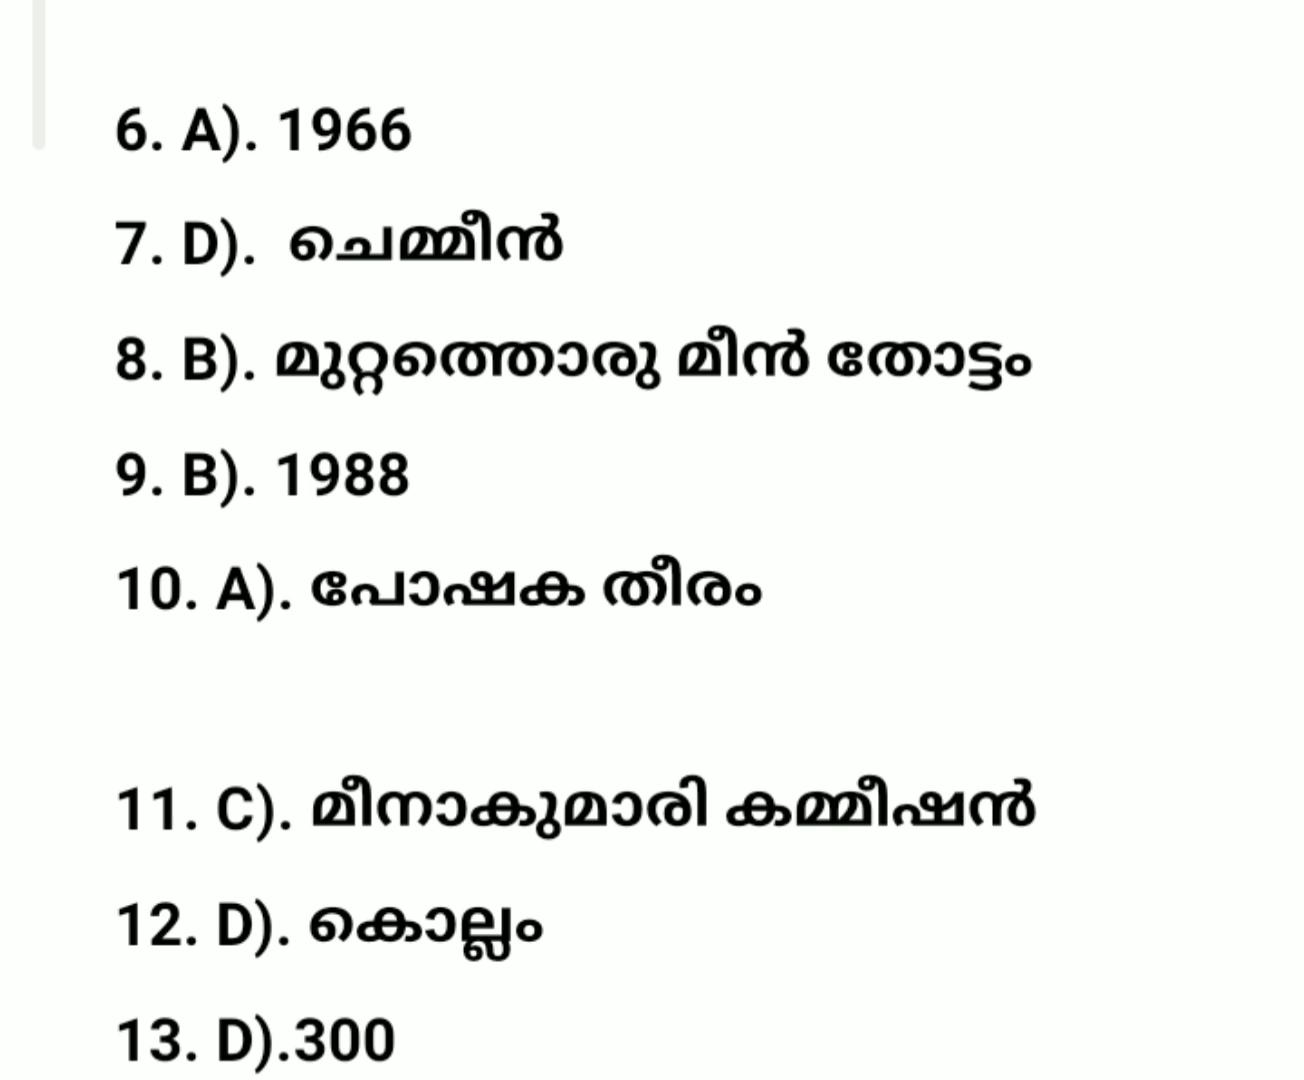 6. A). 1966
7. D). ചെമ്മീൻ
8. B). മുറ്റത്തൊരു മീൻ തോട്ടം
9. B). 1988
10. A). പോഷക തീരം
11. C). മീനാകുമാരി കമ്മീഷൻ
12. D). കൊല്ലം
13. D).300